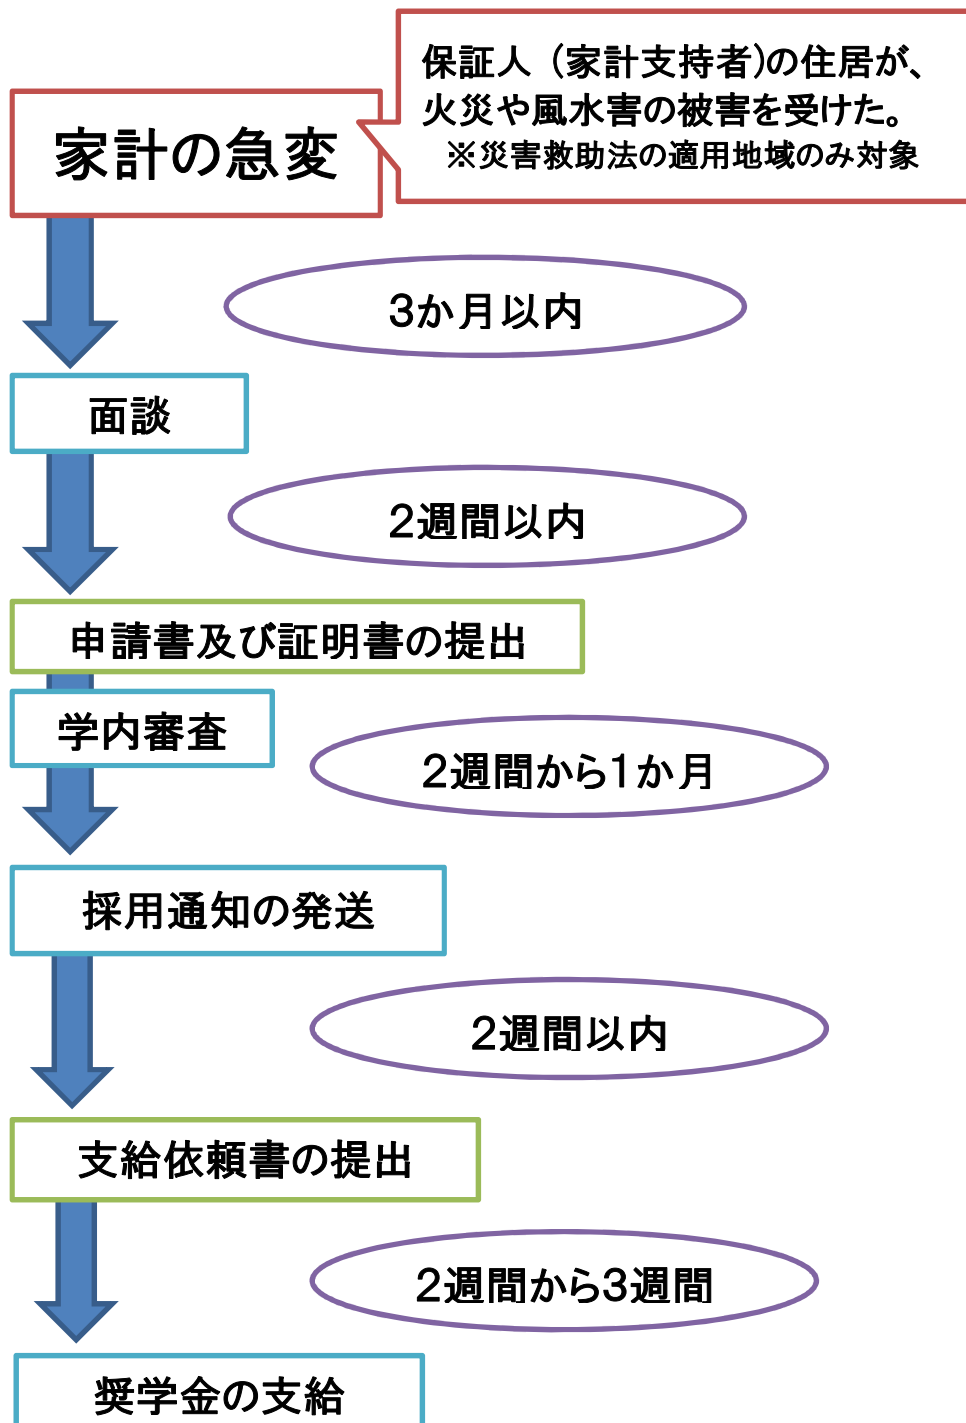 保証人（家計支持者)の住居が、
火災や風水害の被害を受けた。
※災害救助法の適用地域のみ対象
家計の急変
3か月以内
面談
2週間以内
申請書及び証明書の提出
学内審査
2週間から1か月
採用通知の発送
2週間以内
支給依頼書の提出
2週間から3週間
奨学金の支給